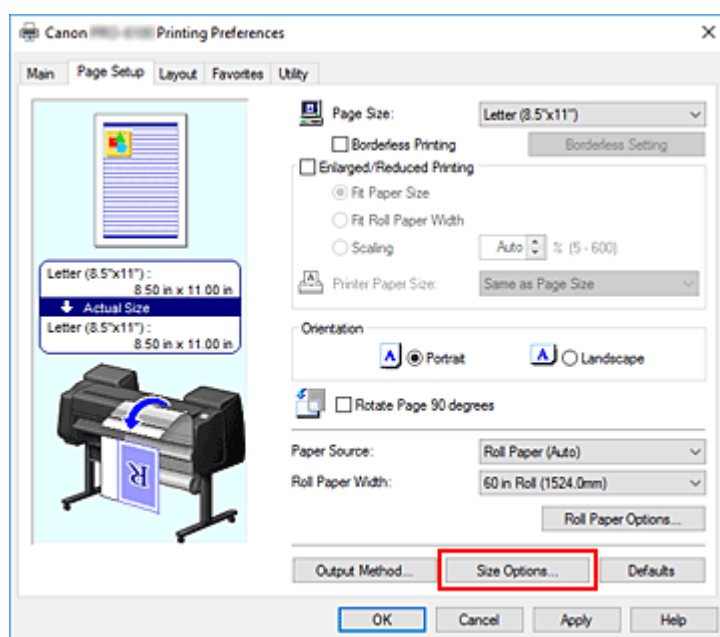 Canon Printing Preferences
Main Page Setup Layout Favorites Utility
Page Size: Letter (8.5"x11")
Borderless Printing Borderless Setting
Enlarged/Reduced Printing
Fit Paper Size
Fit Roll Paper Width
Scaling Auto % (5 - 600)
Printer Paper Size: Same as Page Size
Letter (8.5"x11") :
8.50 in x 11.00 in
Actual Size
Letter (8.5"x11") :
8.50 in x 11.00 in
Orientation
A Portrait A Landscape
Rotate Page 90 degrees
R
Paper Source: Roll Paper (Auto)
Roll Paper Width: 60 in Roll (1524.0mm)
Roll Paper Options...
Output Method... Size Options... Defaults
OK Cancel Apply Help